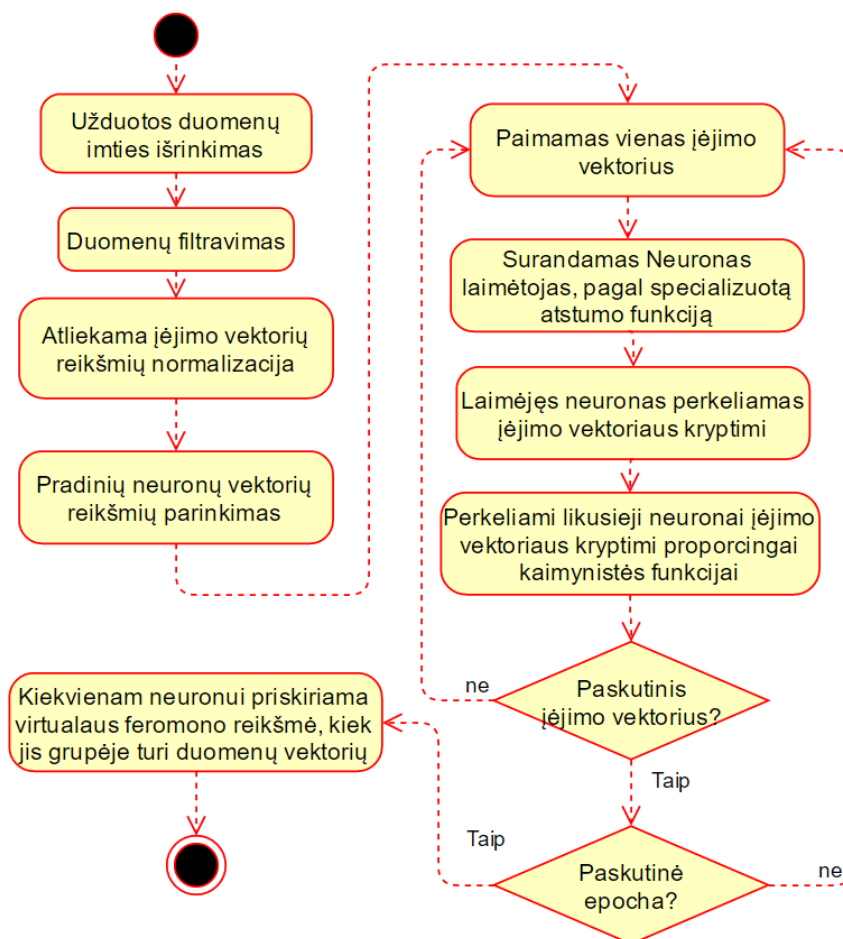 Užduotos duomenų
imties išrinkimas
Duomenų filtravimas
Atliekama įėjimo vektorių
reikšmių normalizacija
Pradinių neuronų vektorių
reikšmių parinkimas
Paimamas vienas įėjimo
vektorius
Surandamas Neuronas
laimėtojas, pagal specializuotą
atstumo funkciją
Laimėjęs neuronas perkeliamas
įėjimo vektoriaus kryptimi
Perkeliami likusieji neuronai įėjimo
vektoriaus kryptimi proporcingai
kaimynistės funkcijai
Paskutinis
įėjimo vektorius?
ne
Taip
Paskutinė
epocha?
ne
Taip
Kiekvienam neuronui priskiriama
virtualaus feromono reikšmė, kiek
jis grupėje turi duomenų vektorių